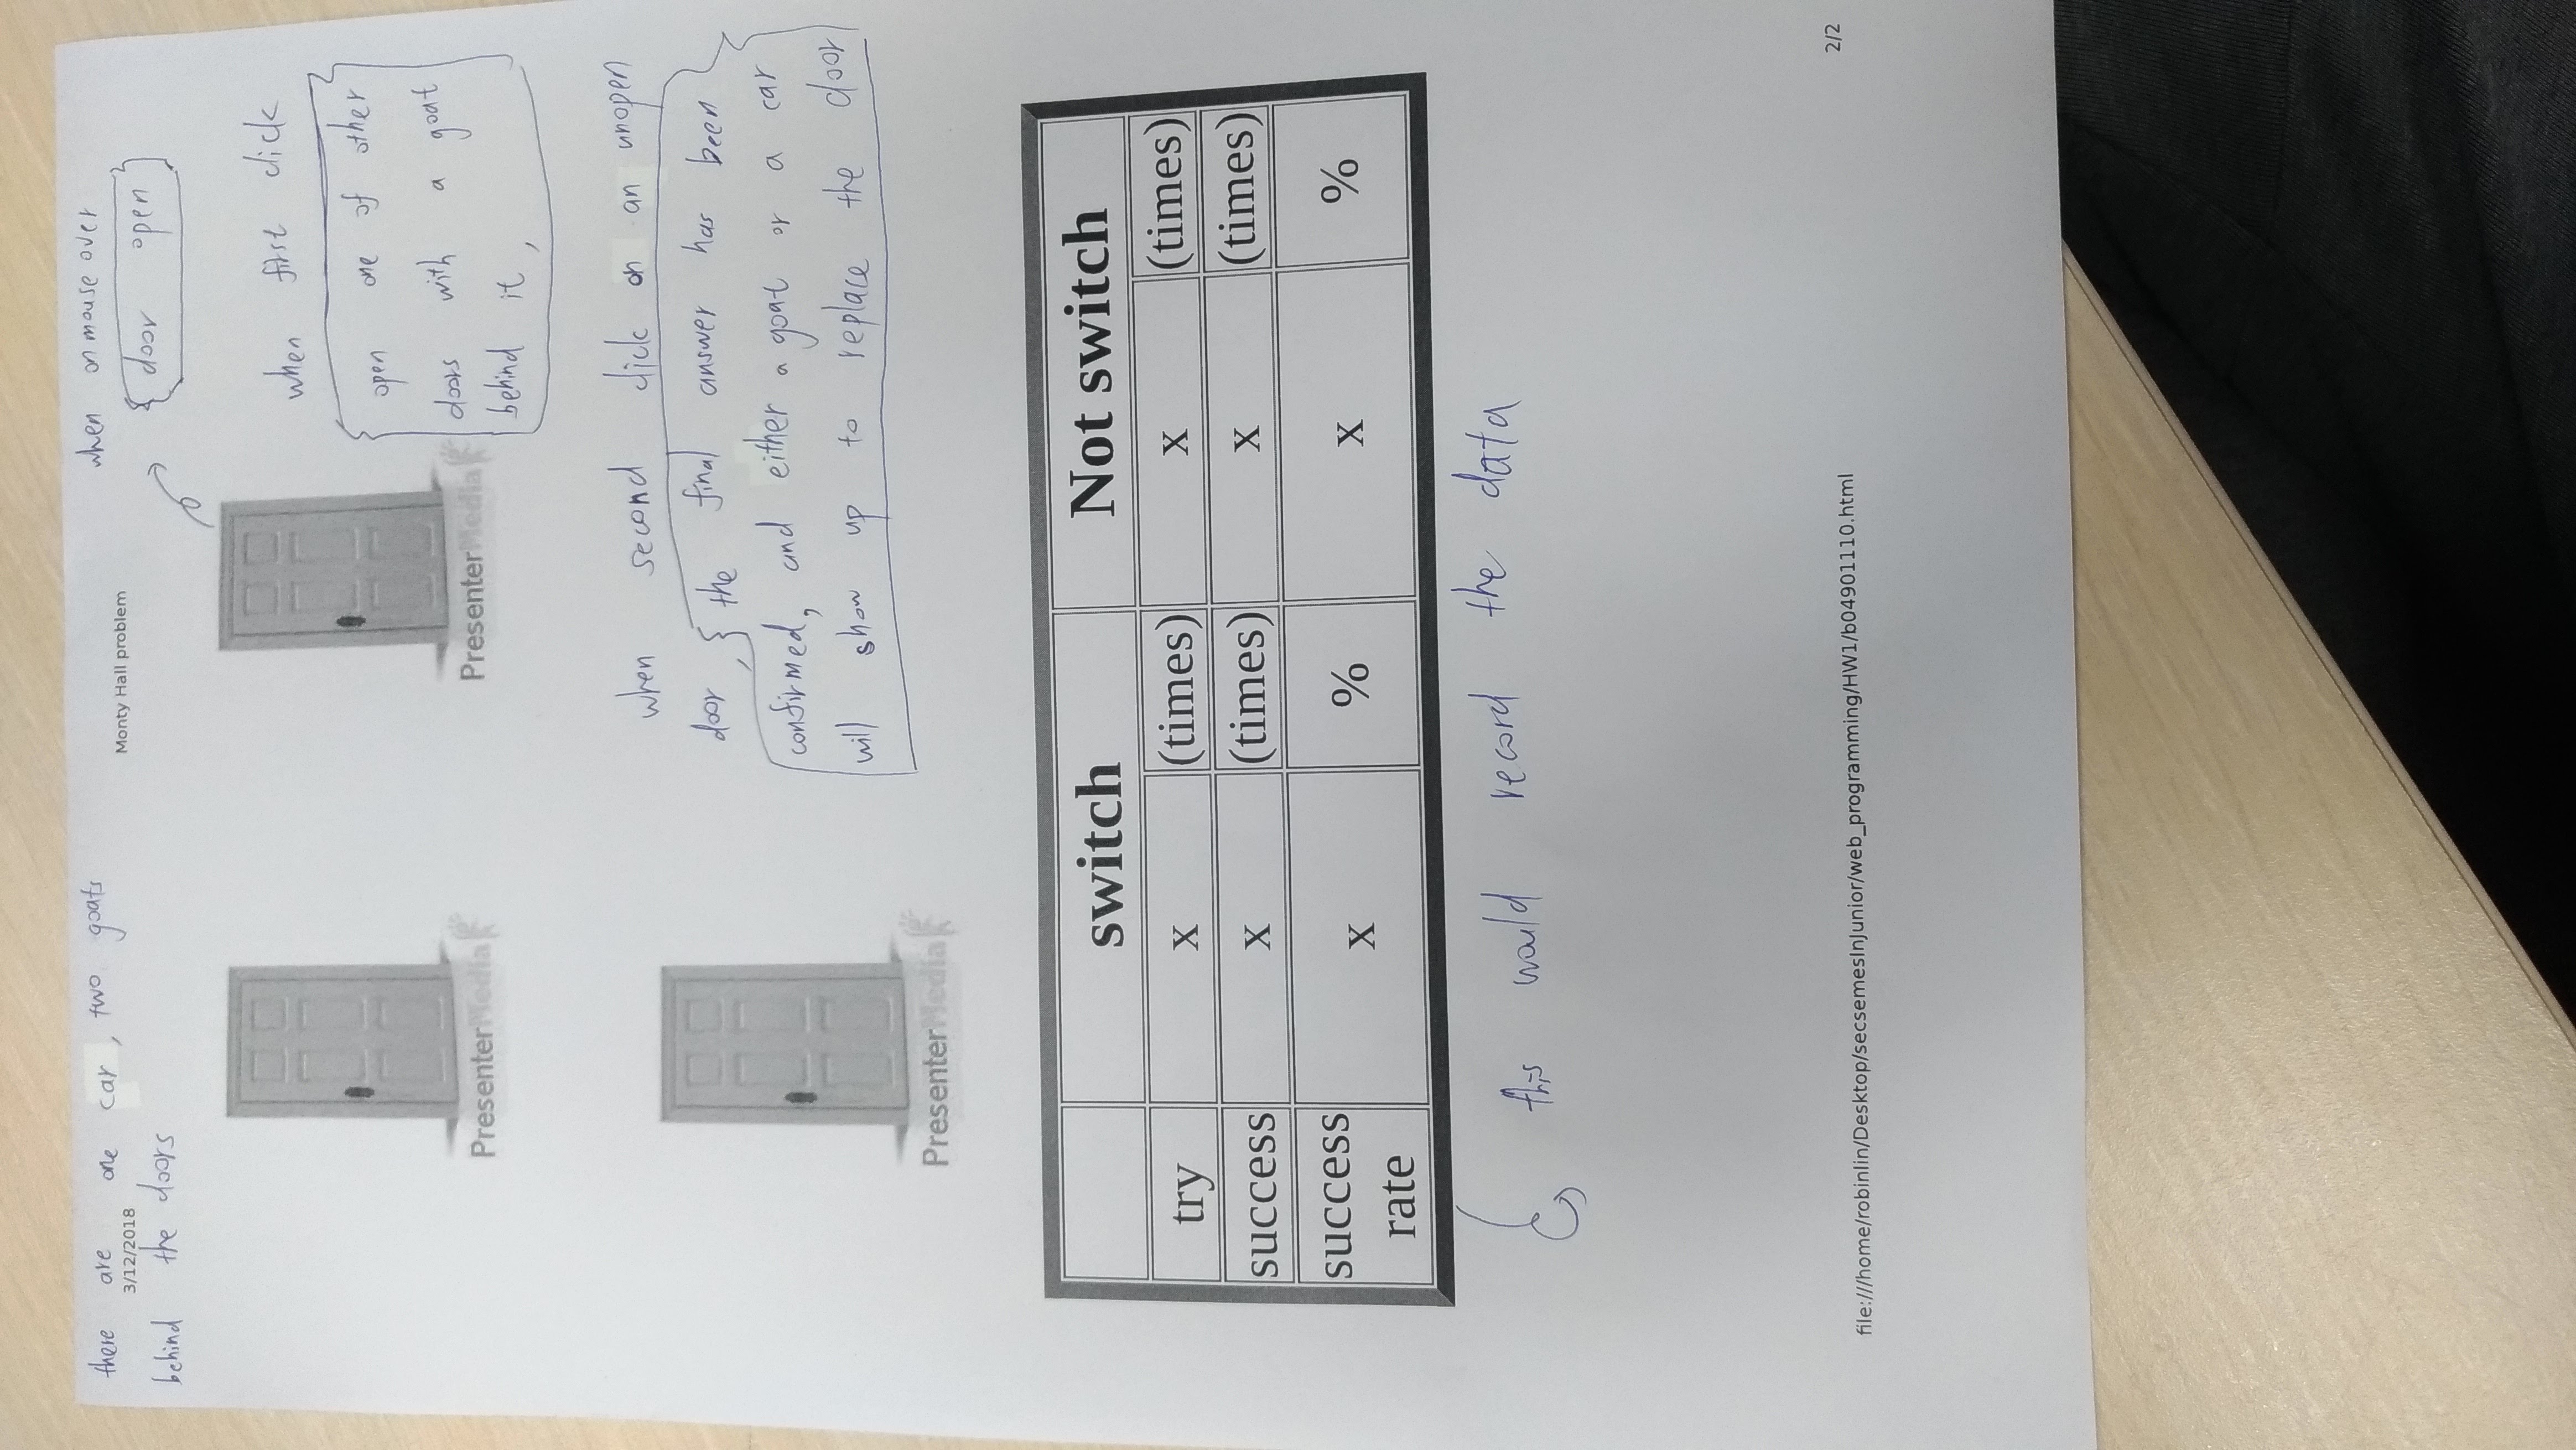 there are one car, two goats
3/12/2018
behind the doors
Monty Hall problem
when onmouse over
{ door open }
when first click
{ open one of other
doors with a goat
behind it,
PresenterMedia
PresenterMedia
when second click on an unopen
door, { the final answer has been }
confirmed, and either a goat or a car
will show up to replace the door
PresenterMedia
switch Not switch
try x (times) x (times)
success x (times) x (times)
success
rate x % x %
this would record the data
file:///home/robinlin/Desktop/secsemesInJunior/web_programming/HW1/b04901110.html
2/2